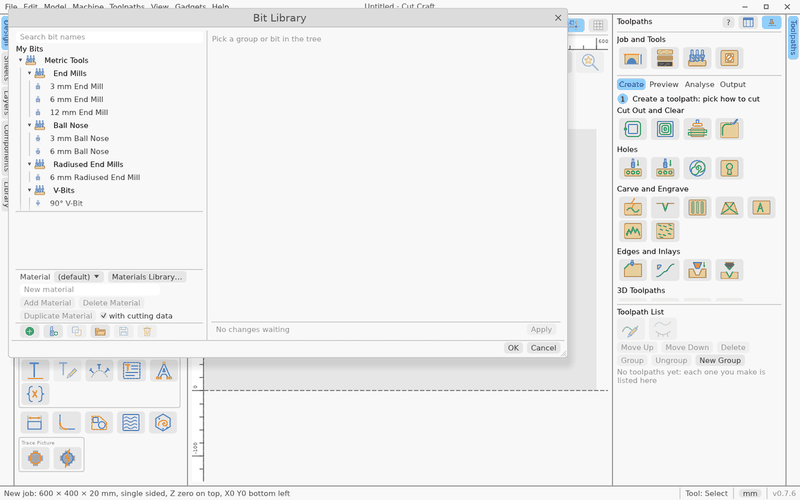 File Edit Model Machine Toolpaths View Gadgets Help
Untitled - Cut Craft
Bit Library
Search bit names
My Bits
Metric Tools
End Mills
3 mm End Mill
6 mm End Mill
12 mm End Mill
Ball Nose
3 mm Ball Nose
6 mm Ball Nose
Radiused End Mills
6 mm Radiused End Mill
V-Bits
90° V-Bit
Pick a group or bit in the tree
Material (default) Materials Library...
New material
Add Material Delete Material
Duplicate Material with cutting data
No changes waiting Apply
OK Cancel
Trace Picture
600
0
-100
Toolpaths
?
Job and Tools
Create Preview Analyse Output
1 Create a toolpath: pick how to cut
Cut Out and Clear
Holes
Carve and Engrave
Edges and Inlays
3D Toolpaths
Toolpath List
Move Up Move Down Delete
Group Ungroup New Group
No toolpaths yet: each one you make is
listed here
Toolpaths
New job: 600 × 400 × 20 mm, single sided, Z zero on top, X0 Y0 bottom left
Tool: Select mm v0.7.6